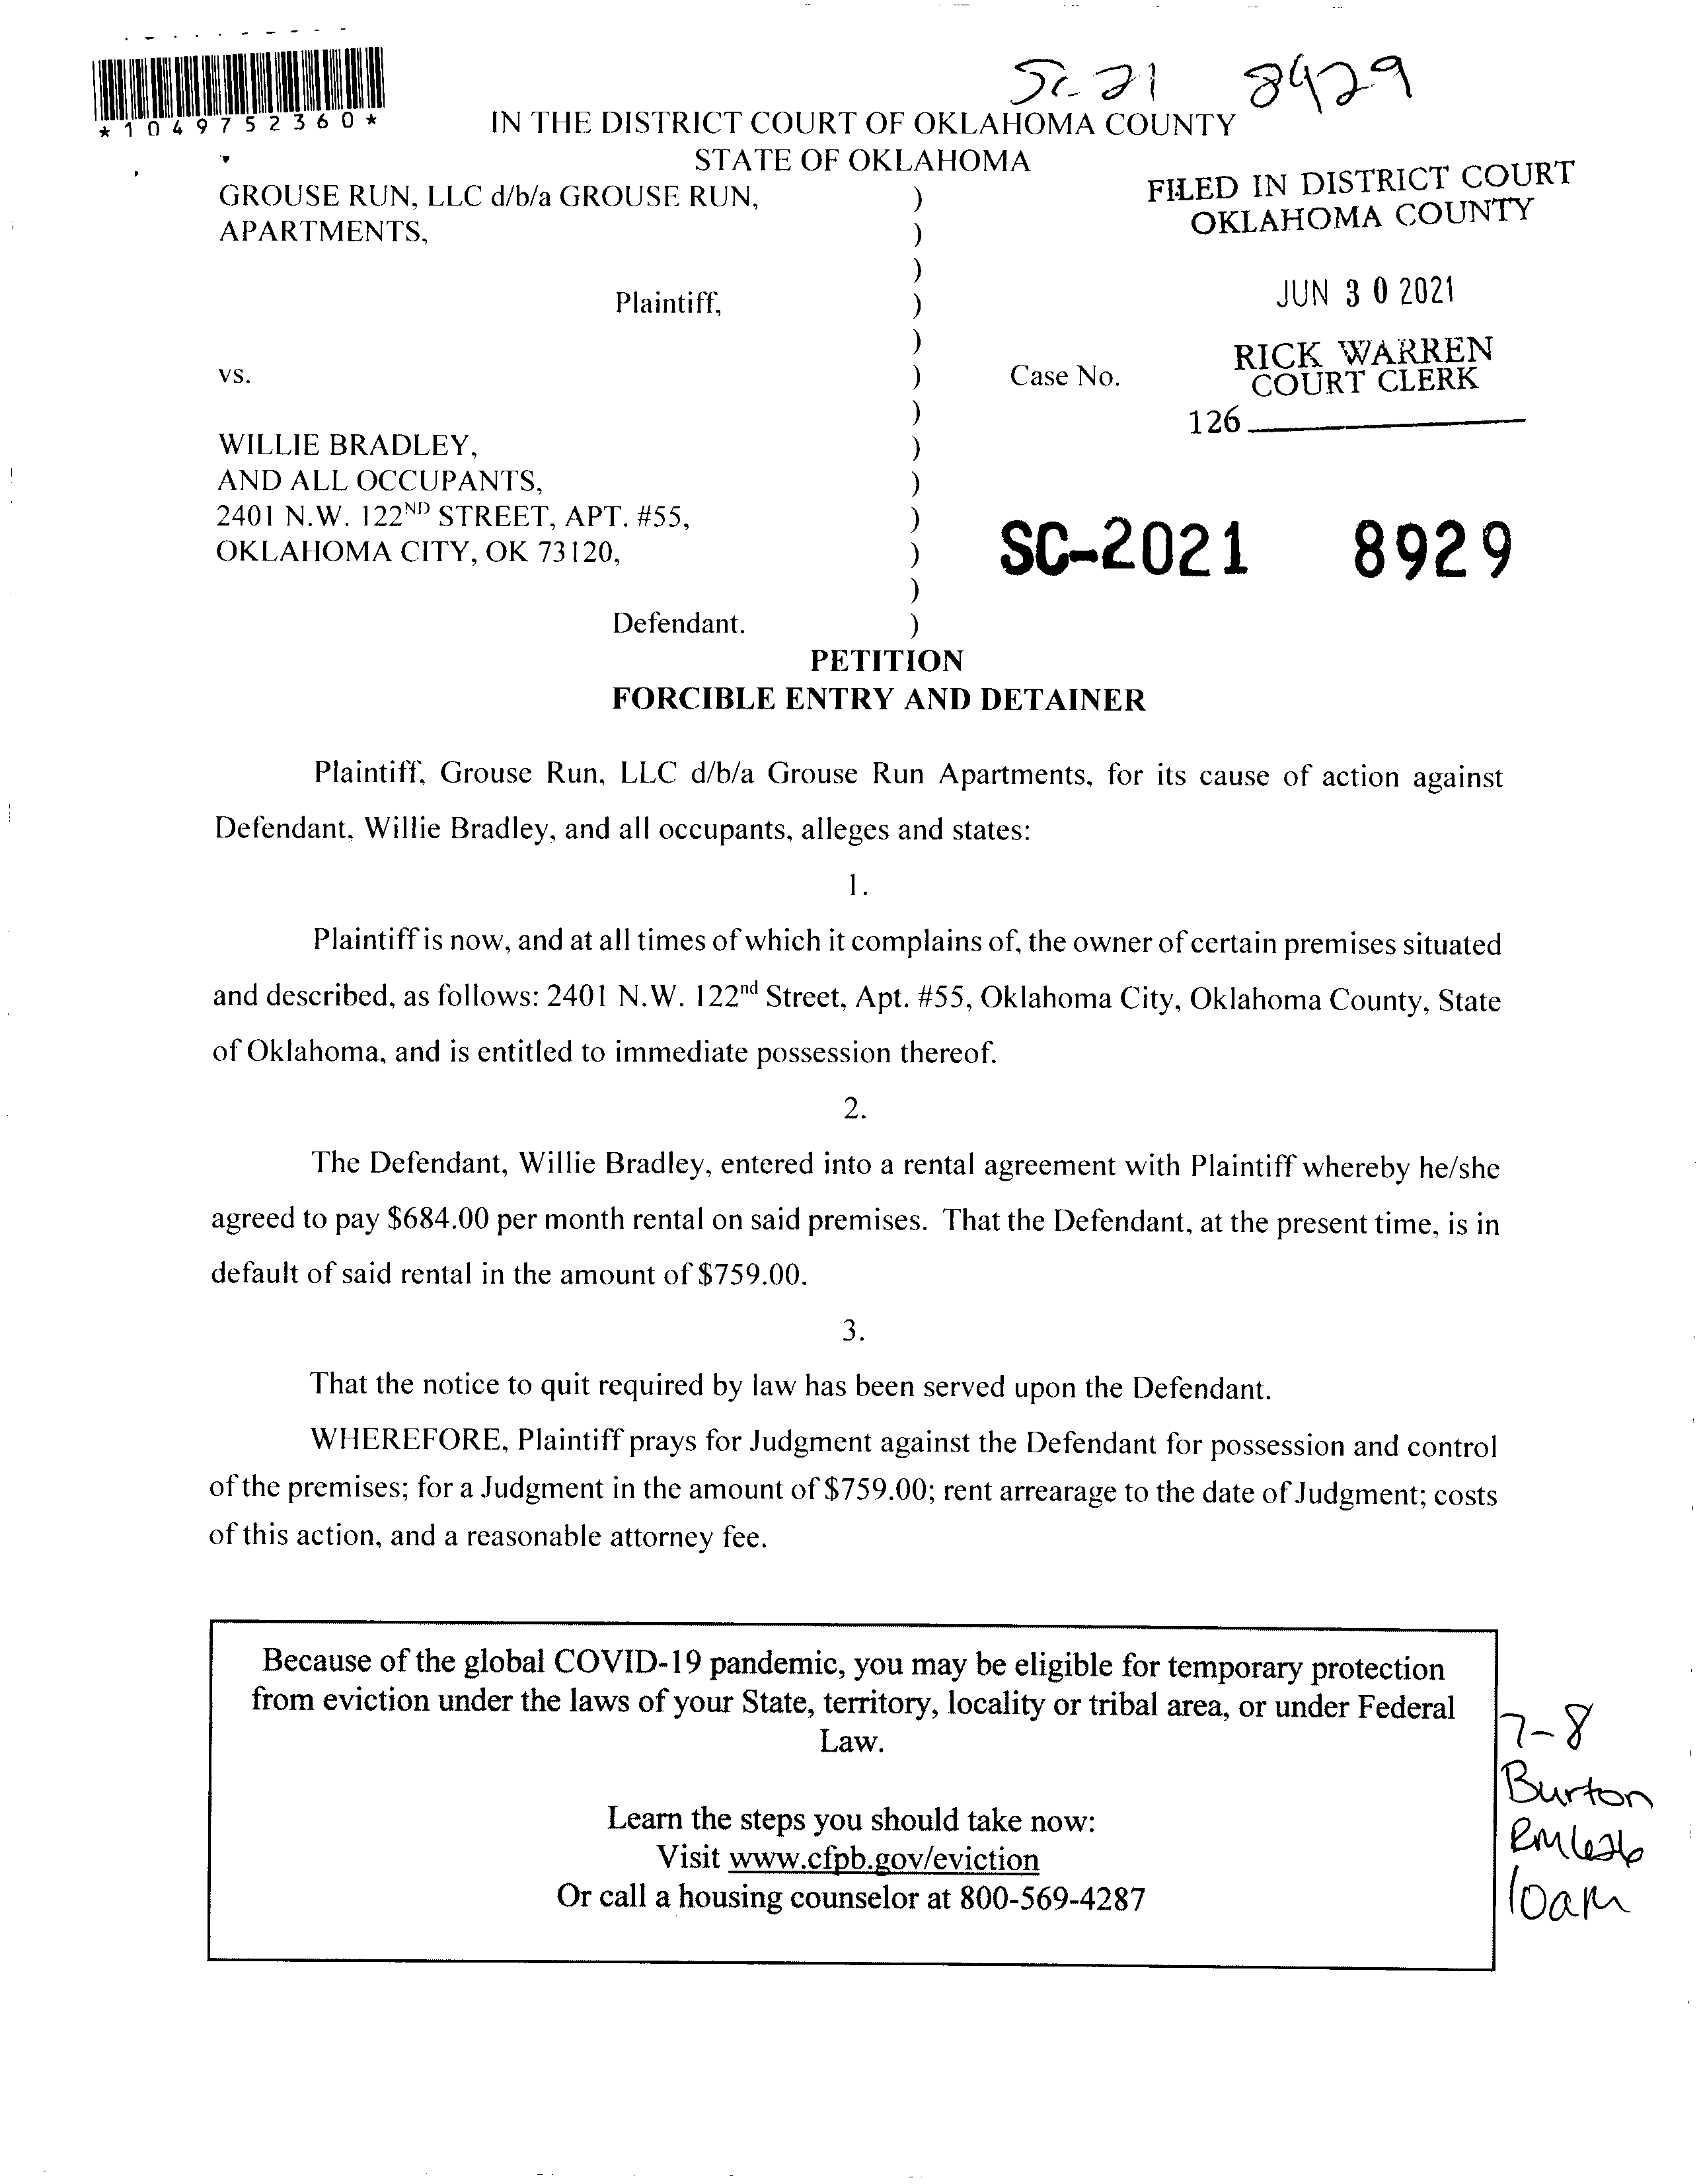 *1049752360*
SC 21 8929
IN THE DISTRICT COURT OF OKLAHOMA COUNTY
STATE OF OKLAHOMA
GROUSE RUN, LLC d/b/a GROUSE RUN, )
APARTMENTS, )
)
Plaintiff, )
)
vs. ) Case No.
)
WILLIE BRADLEY, )
AND ALL OCCUPANTS, )
2401 N.W. 122ND STREET, APT. #55, )
OKLAHOMA CITY, OK 73120, )
)
Defendant. )
FILED IN DISTRICT COURT
OKLAHOMA COUNTY
JUN 30 2021
RICK WARREN
COURT CLERK
126
SC-2021 8929
PETITION
FORCIBLE ENTRY AND DETAINER
Plaintiff, Grouse Run, LLC d/b/a Grouse Run Apartments, for its cause of action against
Defendant, Willie Bradley, and all occupants, alleges and states:
1.
Plaintiff is now, and at all times of which it complains of, the owner of certain premises situated
and described, as follows: 2401 N.W. 122nd Street, Apt. #55, Oklahoma City, Oklahoma County, State
of Oklahoma, and is entitled to immediate possession thereof.
2.
The Defendant, Willie Bradley, entered into a rental agreement with Plaintiff whereby he/she
agreed to pay $684.00 per month rental on said premises. That the Defendant, at the present time, is in
default of said rental in the amount of $759.00.
3.
That the notice to quit required by law has been served upon the Defendant.
WHEREFORE, Plaintiff prays for Judgment against the Defendant for possession and control
of the premises; for a Judgment in the amount of $759.00; rent arrearage to the date of Judgment; costs
of this action, and a reasonable attorney fee.
Because of the global COVID-19 pandemic, you may be eligible for temporary protection
from eviction under the laws of your State, territory, locality or tribal area, or under Federal
Law.
Learn the steps you should take now:
Visit www.cfpb.gov/eviction
Or call a housing counselor at 800-569-4287
7-8
Burton
RM626
10am